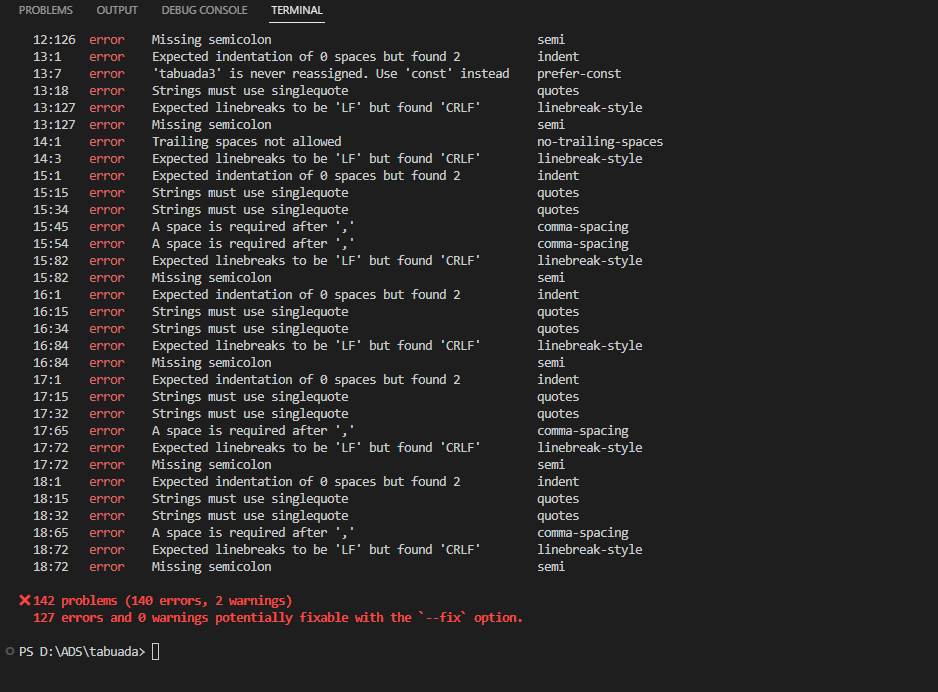 PROBLEMS OUTPUT DEBUG CONSOLE TERMINAL
12:126 error Missing semicolon semi
13:1 error Expected indentation of 0 spaces but found 2 indent
13:7 error 'tabuada3' is never reassigned. Use 'const' instead prefer-const
13:18 error Strings must use singlequote quotes
13:127 error Expected linebreaks to be 'LF' but found 'CRLF' linebreak-style
13:127 error Missing semicolon semi
14:1 error Trailing spaces not allowed no-trailing-spaces
14:3 error Expected linebreaks to be 'LF' but found 'CRLF' linebreak-style
15:1 error Expected indentation of 0 spaces but found 2 indent
15:15 error Strings must use singlequote quotes
15:34 error Strings must use singlequote quotes
15:45 error A space is required after ',' comma-spacing
15:54 error A space is required after ',' comma-spacing
15:82 error Expected linebreaks to be 'LF' but found 'CRLF' linebreak-style
15:82 error Missing semicolon semi
16:1 error Expected indentation of 0 spaces but found 2 indent
16:15 error Strings must use singlequote quotes
16:34 error Strings must use singlequote quotes
16:84 error Expected linebreaks to be 'LF' but found 'CRLF' linebreak-style
16:84 error Missing semicolon semi
17:1 error Expected indentation of 0 spaces but found 2 indent
17:15 error Strings must use singlequote quotes
17:32 error Strings must use singlequote quotes
17:65 error A space is required after ',' comma-spacing
17:72 error Expected linebreaks to be 'LF' but found 'CRLF' linebreak-style
17:72 error Missing semicolon semi
18:1 error Expected indentation of 0 spaces but found 2 indent
18:15 error Strings must use singlequote quotes
18:32 error Strings must use singlequote quotes
18:65 error A space is required after ',' comma-spacing
18:72 error Expected linebreaks to be 'LF' but found 'CRLF' linebreak-style
18:72 error Missing semicolon semi
❌142 problems (140 errors, 2 warnings)
127 errors and 0 warnings potentially fixable with the `--fix` option.
PS D:\ADS\tabuada>